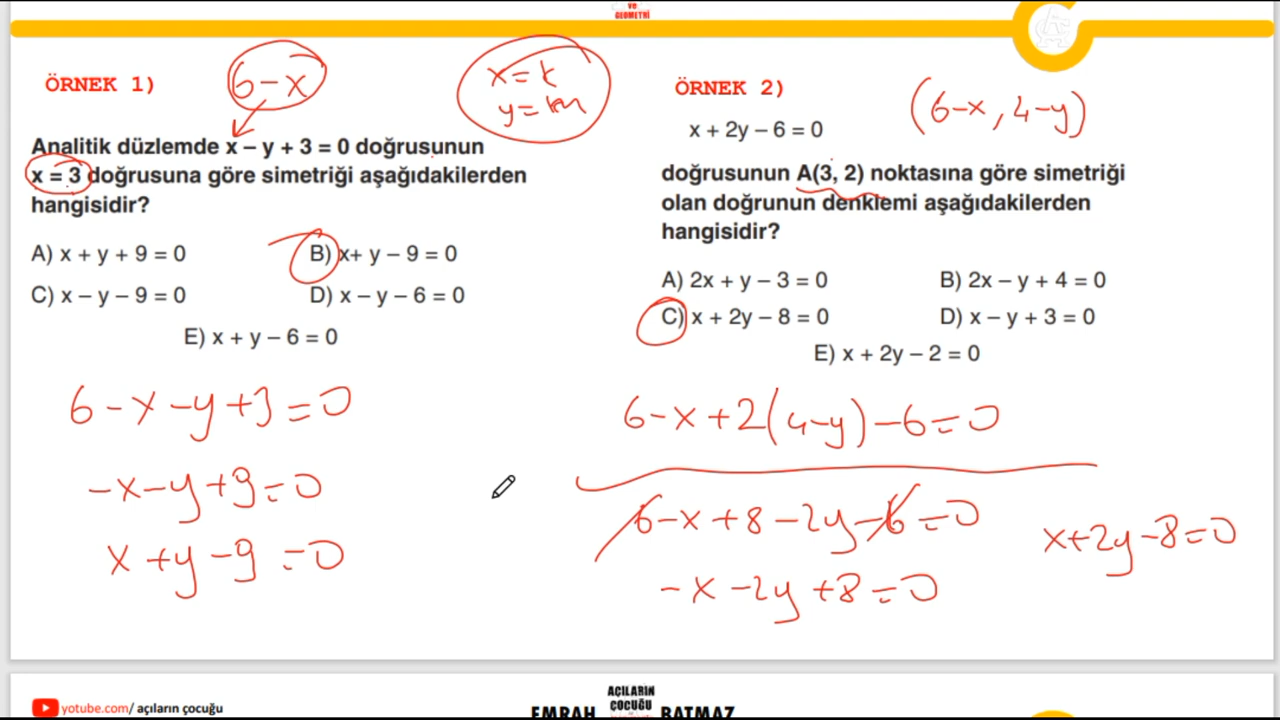 ve
GEOMETRİ
ÖRNEK 1)
6-x
x=k
y=km
Analitik düzlemde x – y + 3 = 0 doğrusunun
x = 3 doğrusuna göre simetriği aşağıdakilerden
hangisidir?
A) x + y + 9 = 0
B) x+ y – 9 = 0
C) x – y – 9 = 0
D) x – y – 6 = 0
E) x + y – 6 = 0
6-x-y+3=0
-x-y+9=0
x+y-9=0
ÖRNEK 2)
(6-x, 4-y)
x + 2y – 6 = 0
doğrusunun A(3, 2) noktasına göre simetriği
olan doğrunun denklemi aşağıdakilerden
hangisidir?
A) 2x + y – 3 = 0
B) 2x – y + 4 = 0
C) x + 2y – 8 = 0
D) x – y + 3 = 0
E) x + 2y – 2 = 0
6-x+2(4-y)-6=0
6-x+8-2y-6=0
x+2y-8=0
-x-2y+8=0
yotube.com/ açıların çocuğu
AÇILARIN
ÇOCUĞU
EMRAH BATMAZ